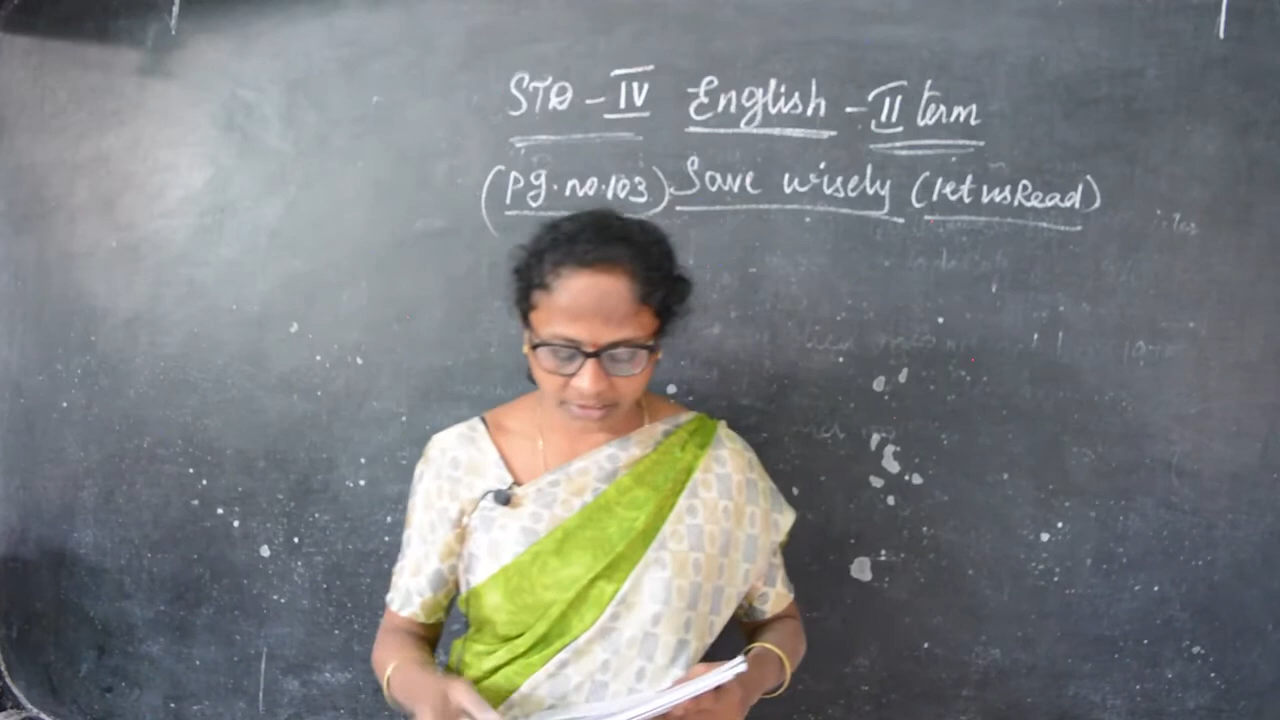 STD - IV English - II term
(pg. no. 103) Save wisely (let us Read)